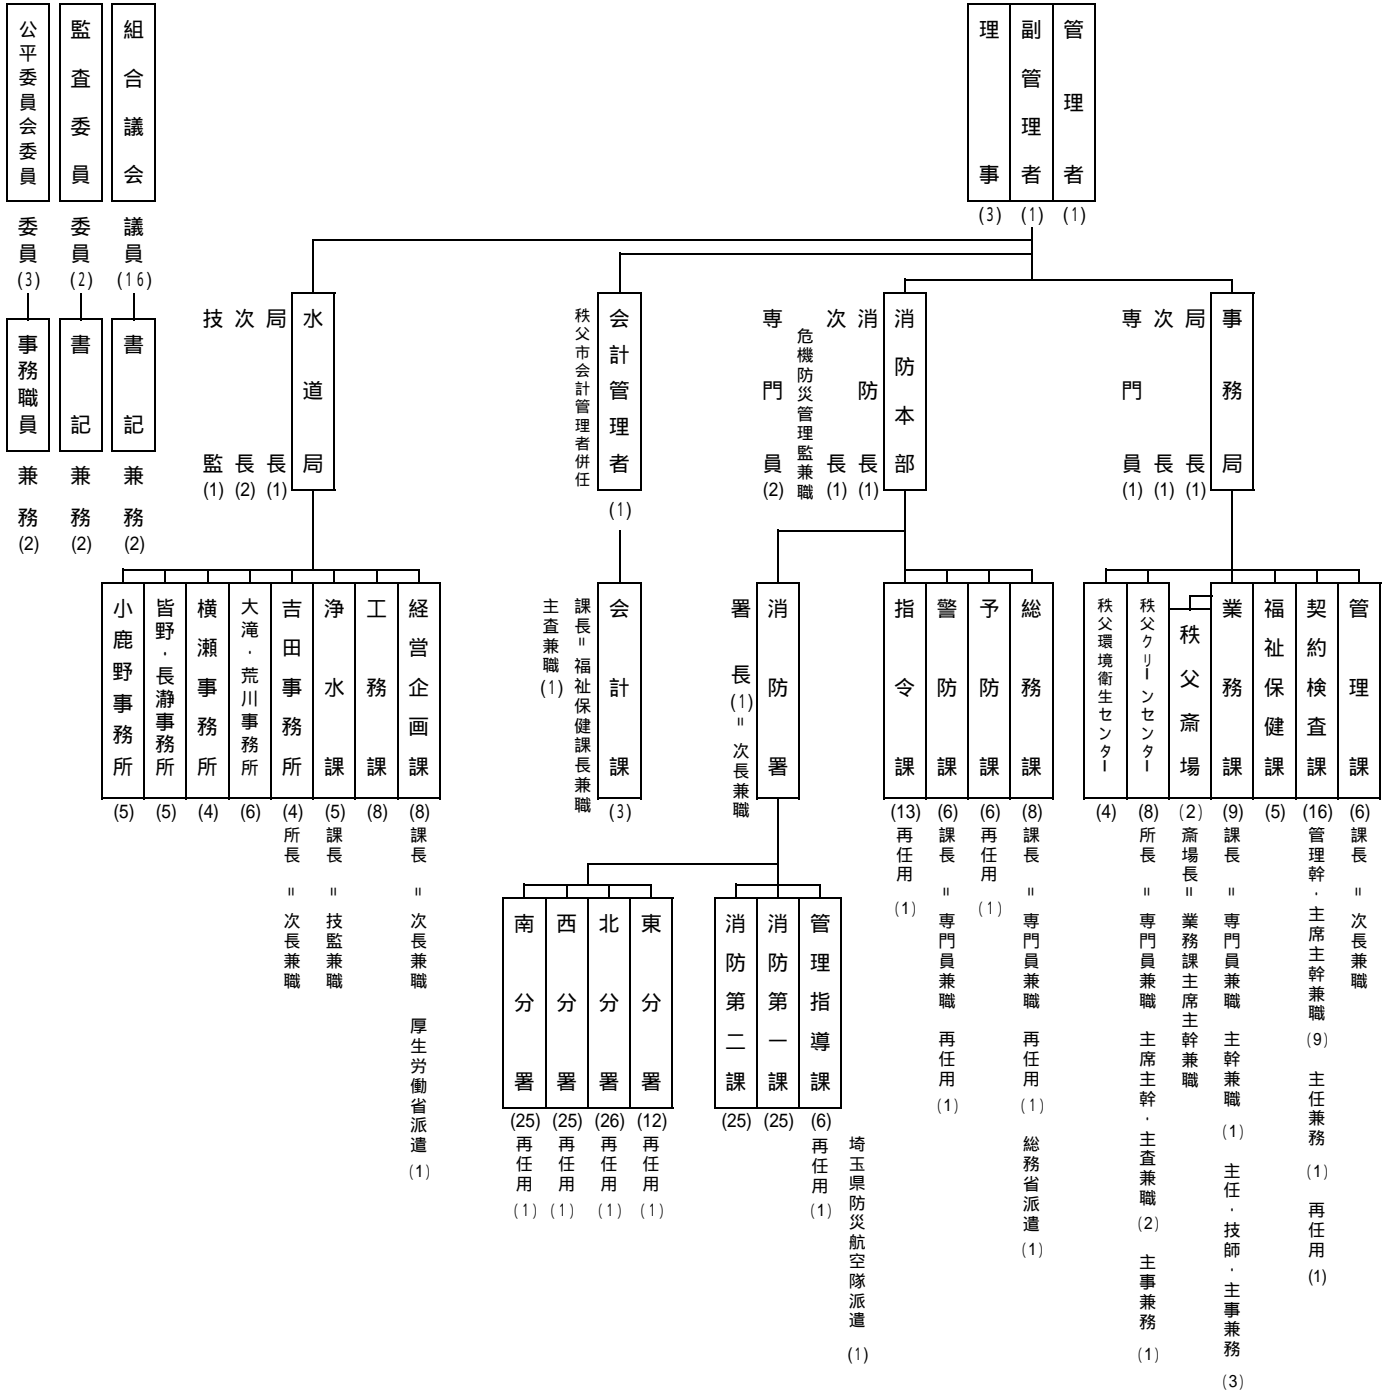 管理者
(1)
副管理者
(1)
理事
(3)
組合議会
議員
(16)
書記
兼務
(2)
監査委員
委員
(2)
書記
兼務
(2)
公平委員会委員
委員
(3)
事務職員
兼務
(2)
事務局
局長
(1)
次長
(1)
専門員
(1)
消防本部
消防長
(1)
次長
(1)
危機防災管理監兼職
専門員
(2)
会計管理者
(1)
秩父市会計管理者併任
水道局
局長
(1)
次長
(2)
技監
(1)
管理課
(6)
課長=次長兼職
契約検査課
(16)
管理幹・主席主幹兼職(9) 主任兼務(1) 再任用(1)
福祉保健課
(5)
業務課
(9)
課長=専門員兼職 主幹兼職(1) 主任・技師・主事兼務(3)
秩父斎場
(2)
斎場長=業務課主席主幹兼職
秩父クリーンセンター
(8)
所長=専門員兼職 主席主幹・主査兼職(2) 主事兼務(1)
秩父環境衛生センター
(4)
総務課
(8)
課長=専門員兼職 再任用(1) 総務省派遣(1)
予防課
(6)
再任用(1)
警防課
(6)
課長=専門員兼職 再任用(1)
指令課
(13)
再任用(1)
消防署
署長(1)=次長兼職
会計課
(3)
課長=福祉保健課長兼職
主査兼職(1)
経営企画課
(8)
課長=次長兼職 厚生労働省派遣(1)
工務課
(8)
浄水課
(5)
課長=技監兼職
吉田事務所
(4)
所長=次長兼職
大滝・荒川事務所
(6)
横瀬事務所
(4)
皆野・長瀞事務所
(5)
小鹿野事務所
(5)
管理指導課
(6)
再任用(1)
埼玉県防災航空隊派遣(1)
消防第一課
(25)
消防第二課
(25)
東分署
(12)
再任用(1)
北分署
(26)
再任用(1)
西分署
(25)
再任用(1)
南分署
(25)
再任用(1)